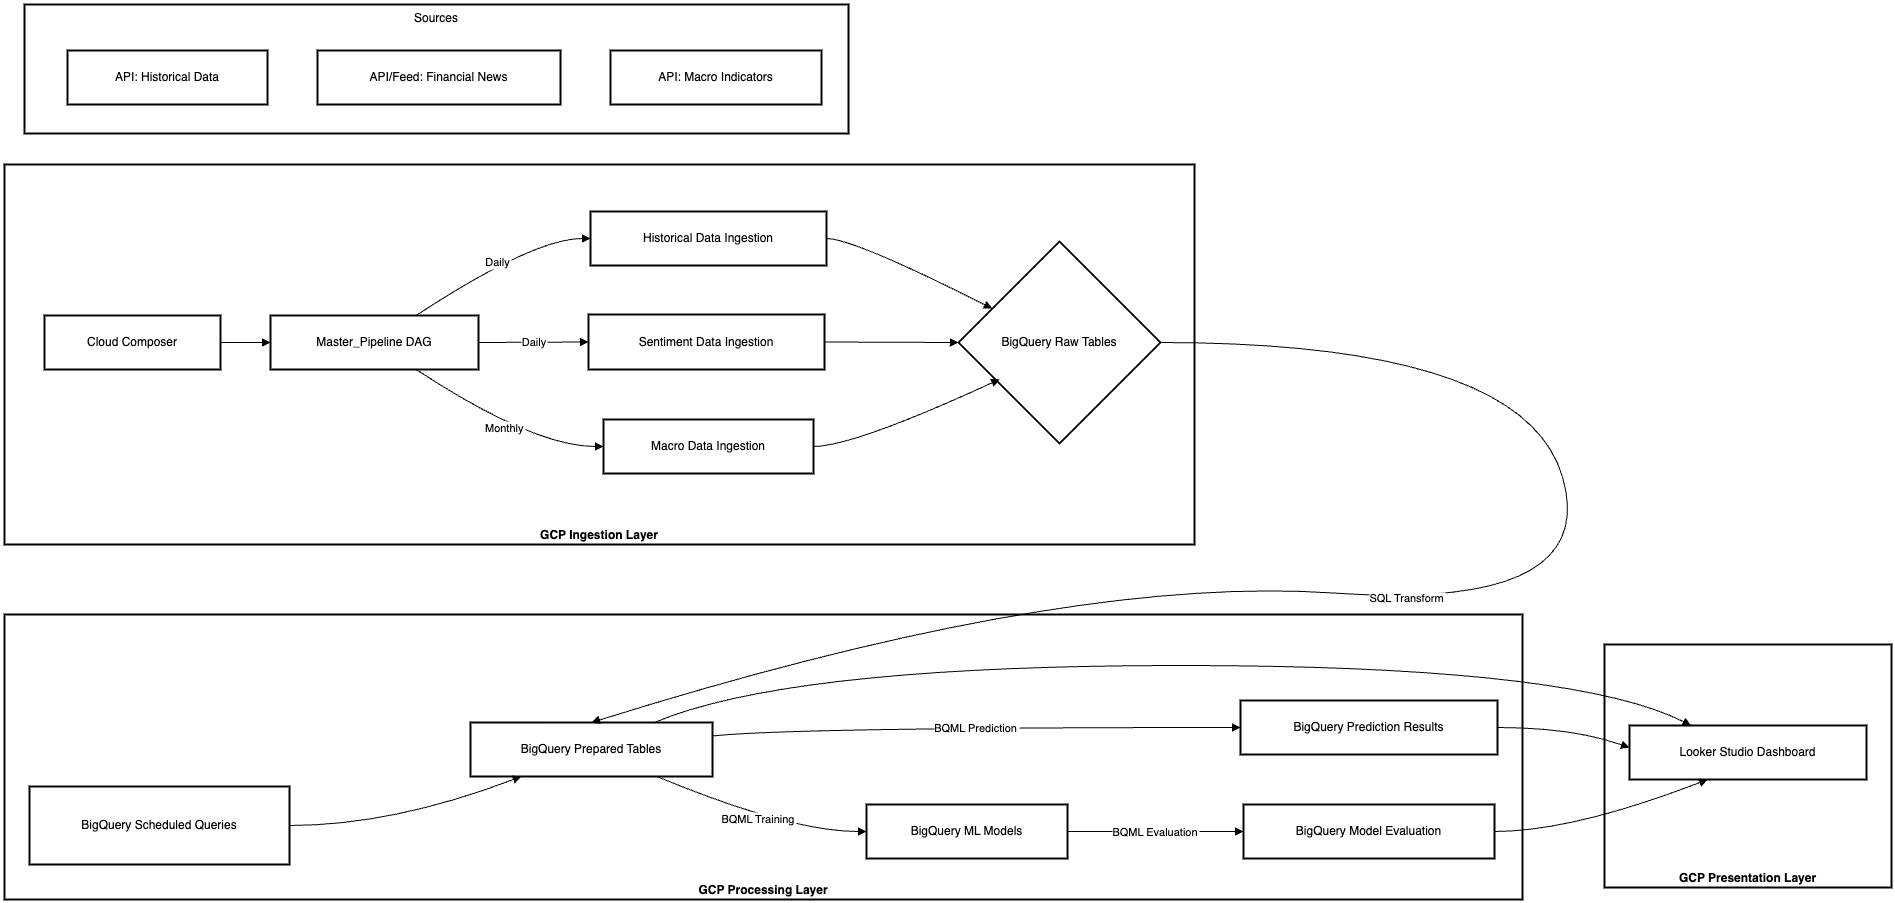 Sources
API: Historical Data
API/Feed: Financial News
API: Macro Indicators
Historical Data Ingestion
Daily
Cloud Composer
Master_Pipeline DAG
Daily
Sentiment Data Ingestion
BigQuery Raw Tables
Monthly
Macro Data Ingestion
GCP Ingestion Layer
SQL Transform
BigQuery Prepared Tables
BQML Prediction
BigQuery Prediction Results
Looker Studio Dashboard
BigQuery Scheduled Queries
BQML Training
BigQuery ML Models
BQML Evaluation
BigQuery Model Evaluation
GCP Presentation Layer
GCP Processing Layer